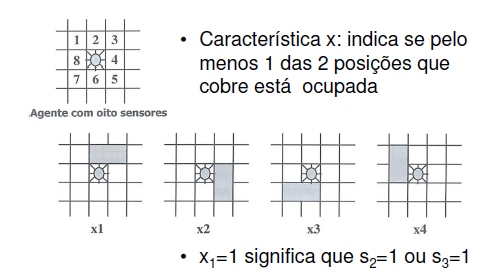 1 2 3
8 4
7 6 5
Agente com oito sensores
• Característica x: indica se pelo
menos 1 das 2 posições que
cobre está ocupada
x1 x2 x3 x4
• x₁=1 significa que s₂=1 ou s₃=1